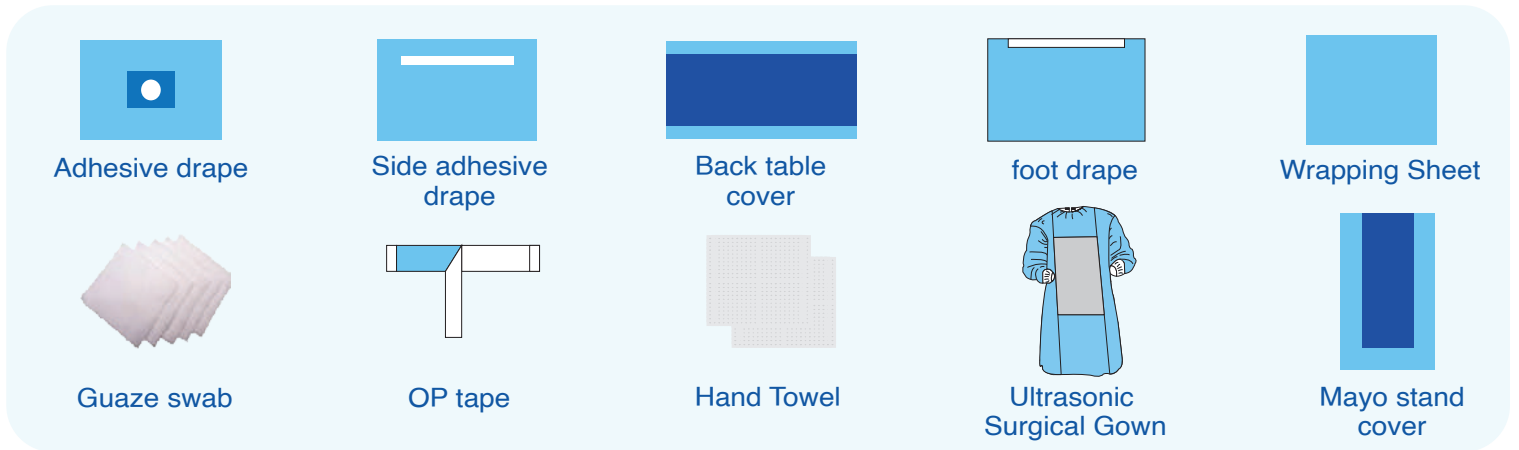 Adhesive drape
Side adhesive
drape
Back table
cover
foot drape
Wrapping Sheet
Guaze swab
OP tape
Hand Towel
Ultrasonic
Surgical Gown
Mayo stand
cover